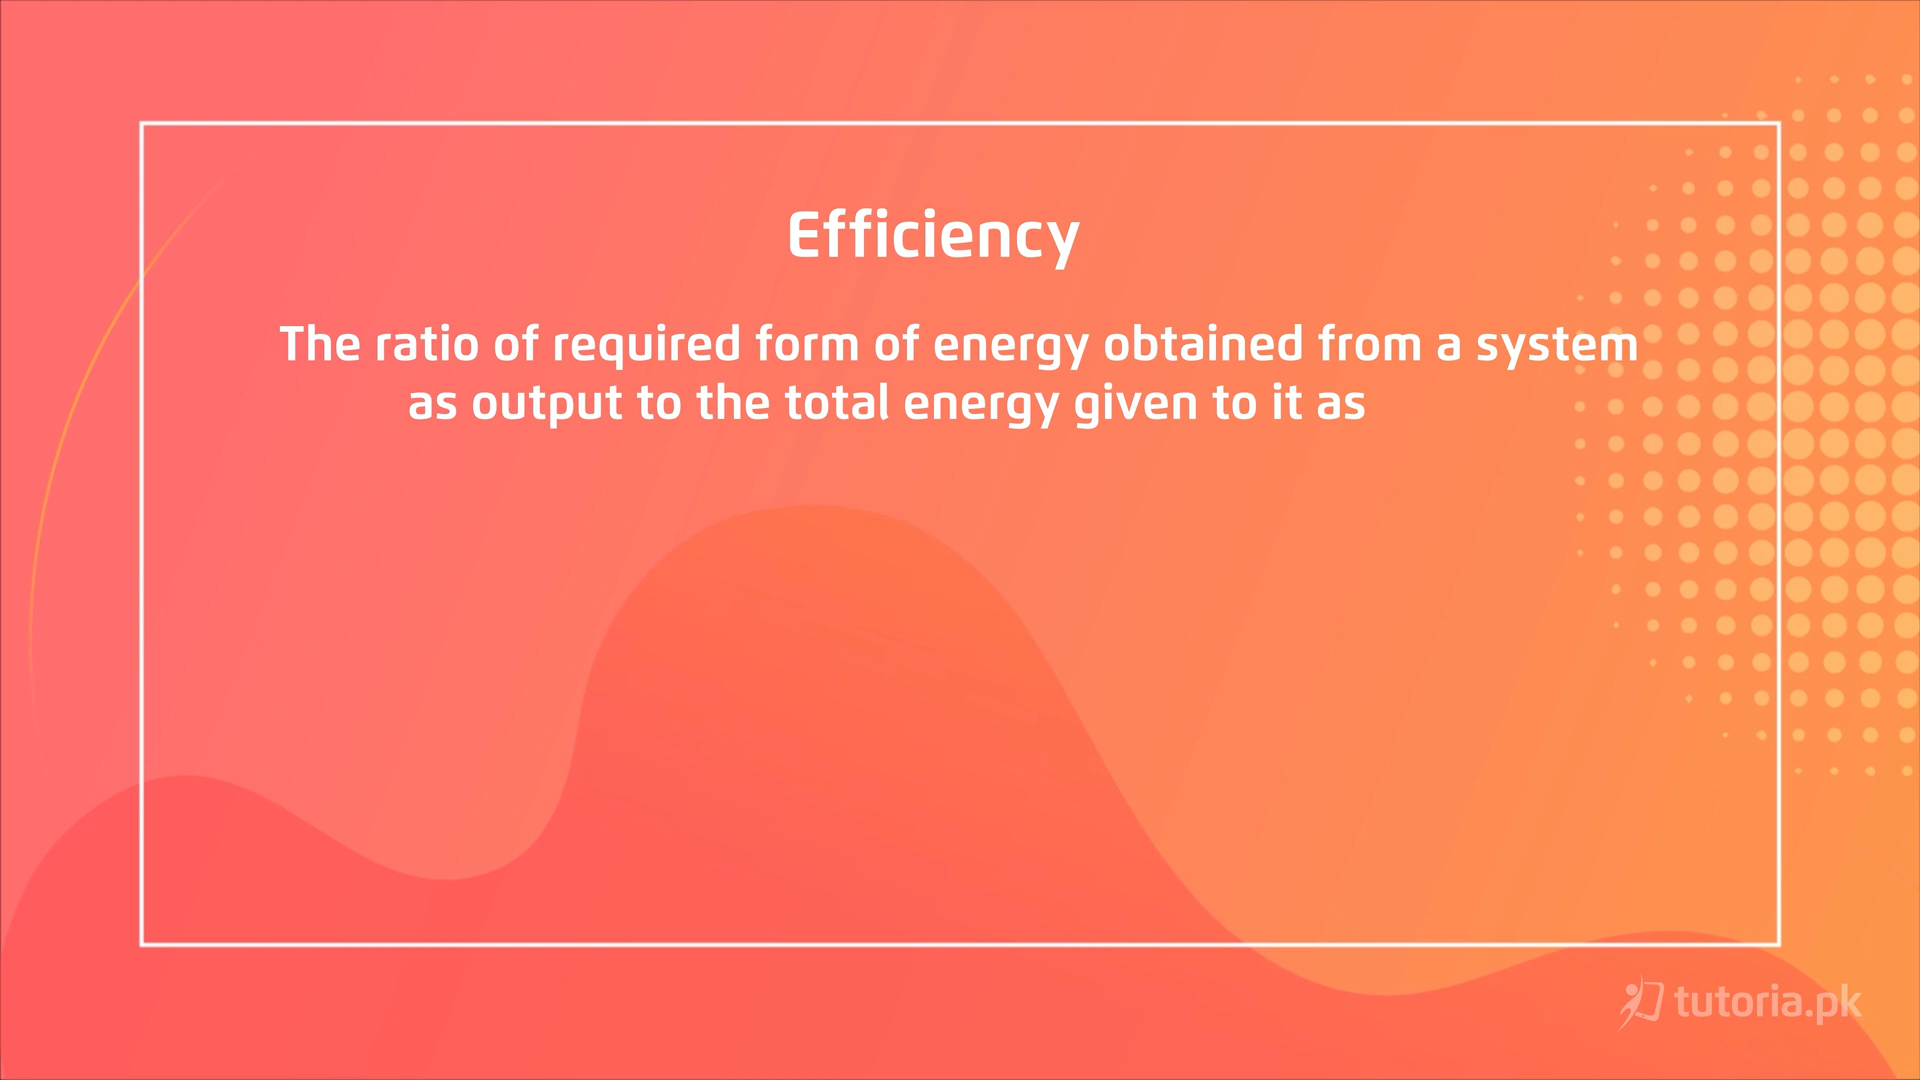 Efficiency
The ratio of required form of energy obtained from a system
as output to the total energy given to it as
tutoria.pk